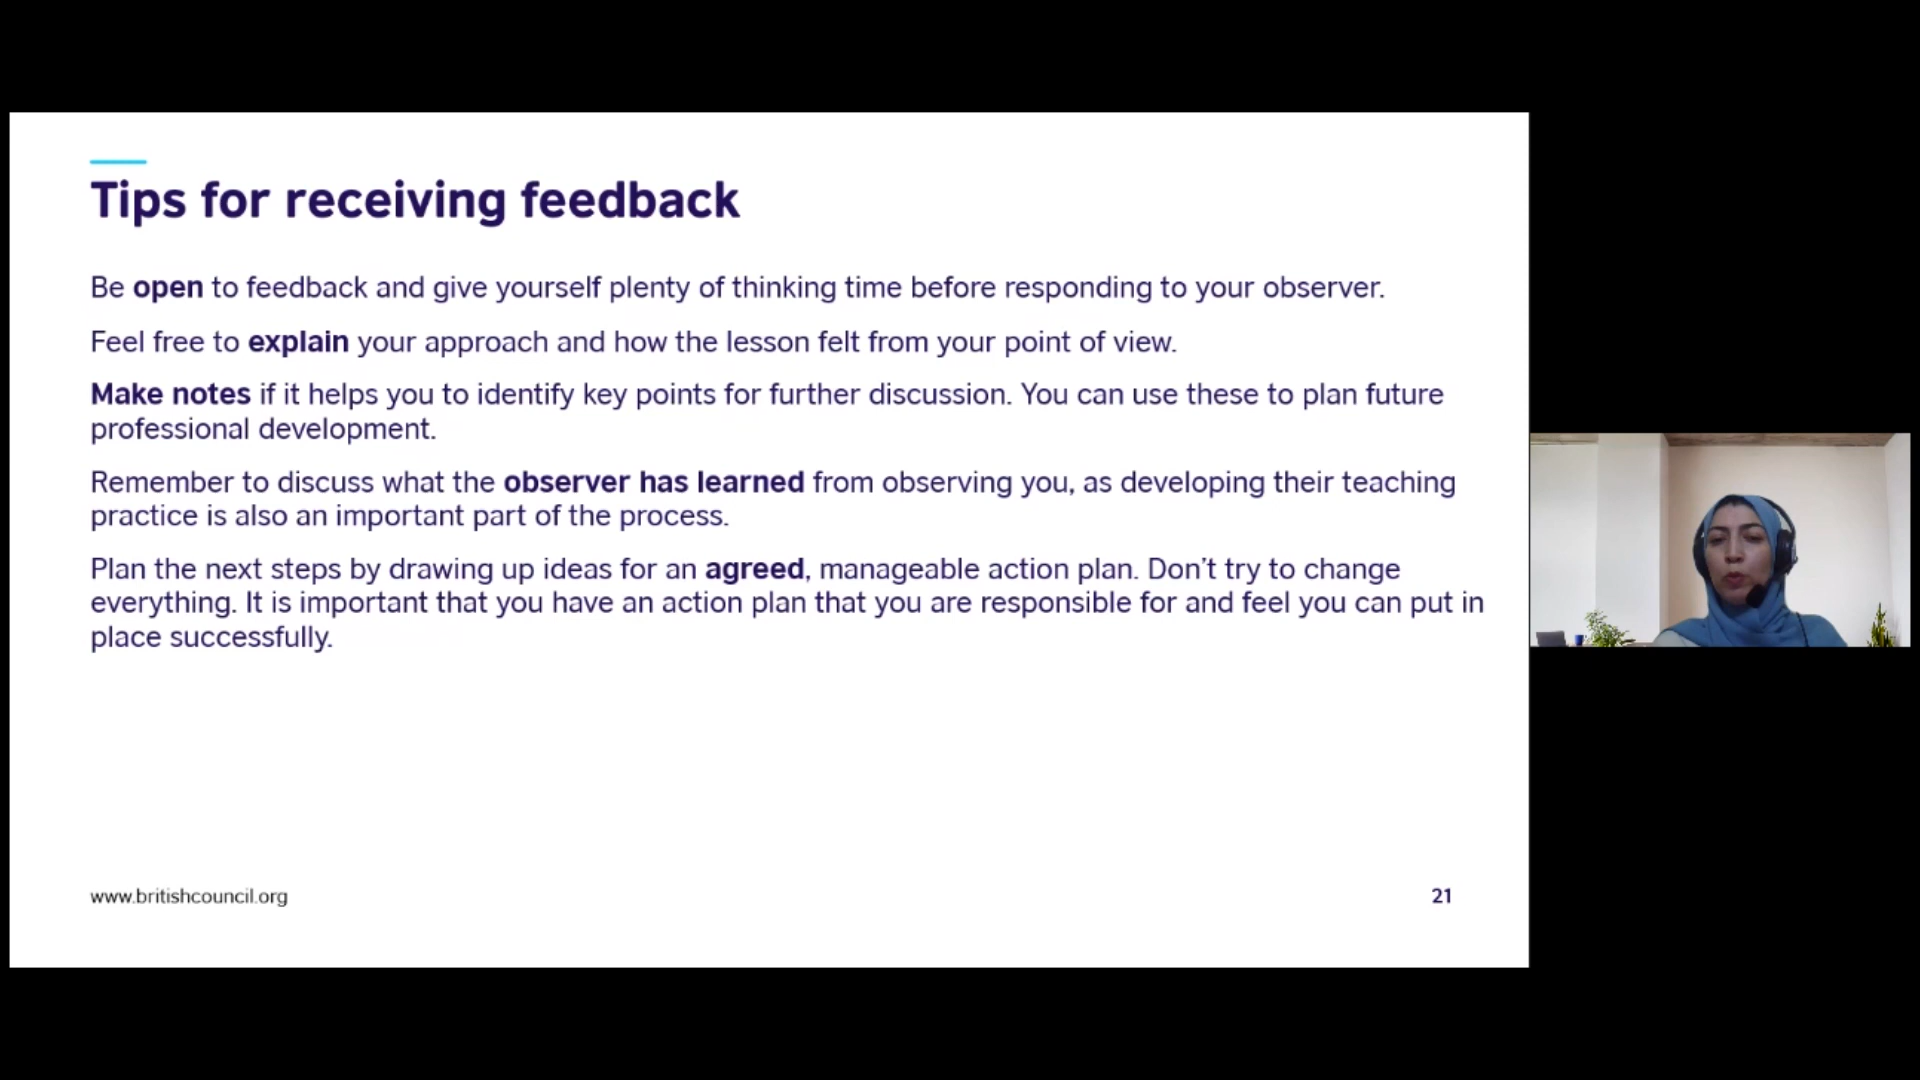 Tips for receiving feedback
Be open to feedback and give yourself plenty of thinking time before responding to your observer.
Feel free to explain your approach and how the lesson felt from your point of view.
Make notes if it helps you to identify key points for further discussion. You can use these to plan future
professional development.
Remember to discuss what the observer has learned from observing you, as developing their teaching
practice is also an important part of the process.
Plan the next steps by drawing up ideas for an agreed, manageable action plan. Don’t try to change
everything. It is important that you have an action plan that you are responsible for and feel you can put in
place successfully.
www.britishcouncil.org
21